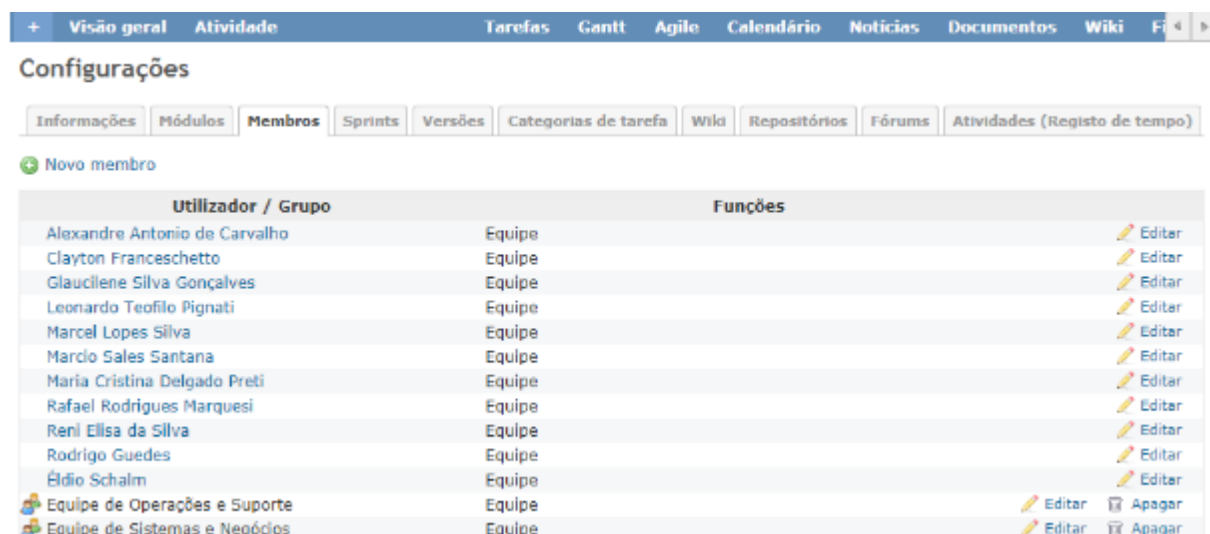 + Visão geral Atividade Tarefas Gantt Agile Calendário Notícias Documentos Wiki Fi
Configurações
Informações Módulos Membros Sprints Versões Categorias de tarefa Wiki Repositórios Fórums Atividades (Registo de tempo)
Novo membro
Utilizador / Grupo Funções
Alexandre Antonio de Carvalho Equipe Editar
Clayton Franceschetto Equipe Editar
Glaucilene Silva Gonçalves Equipe Editar
Leonardo Teofilo Pignati Equipe Editar
Marcel Lopes Silva Equipe Editar
Marcio Sales Santana Equipe Editar
Maria Cristina Delgado Preti Equipe Editar
Rafael Rodrigues Marquesi Equipe Editar
Reni Elisa da Silva Equipe Editar
Rodrigo Guedes Equipe Editar
Éldio Schalm Equipe Editar
Equipe de Operações e Suporte Equipe Editar Apagar
Equipe de Sistemas e Negócios Equipe Editar Apagar